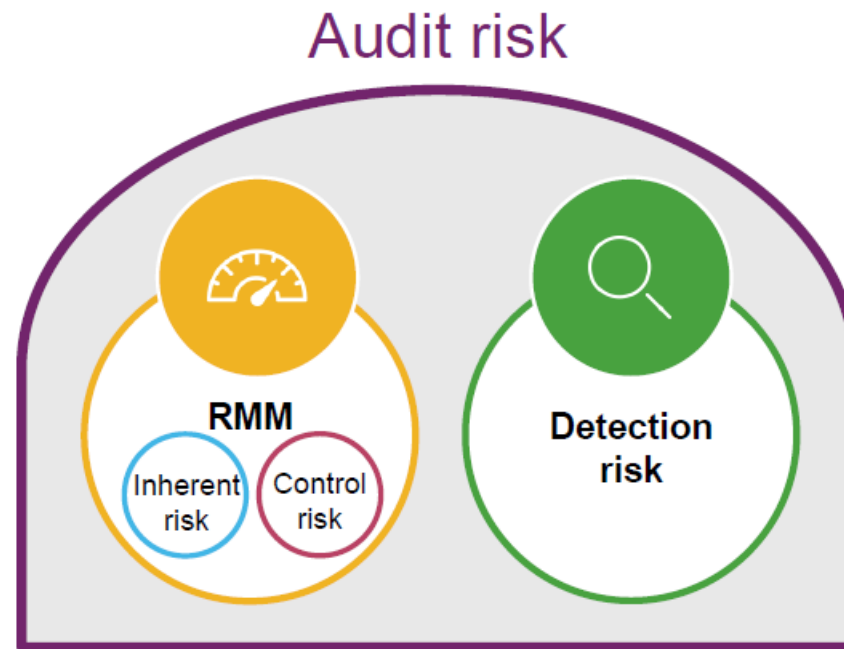 Audit risk
RMM
Inherent
risk
Control
risk
Detection
risk